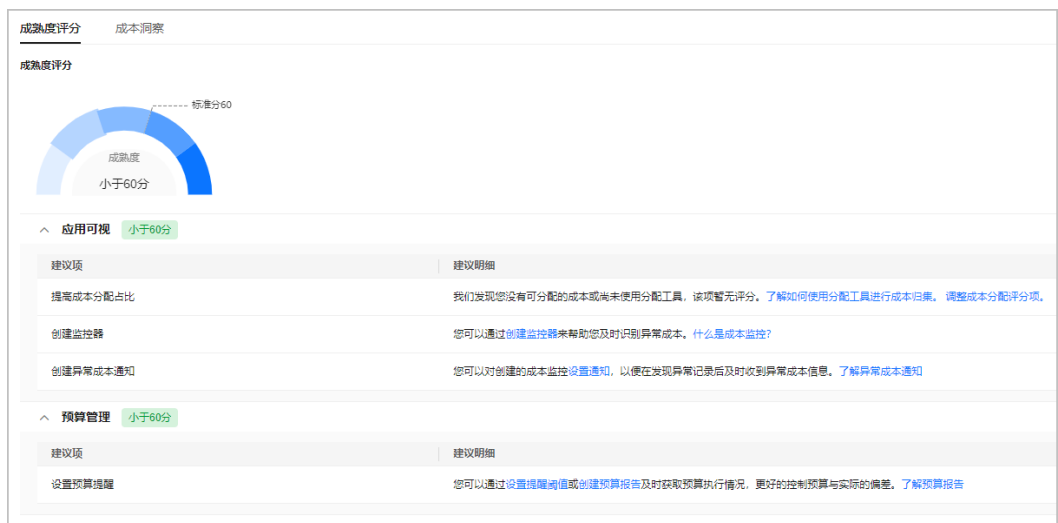 成熟度评分 成本洞察
成熟度评分
标准分60
成熟度
小于60分
应用可视 小于60分
建议项 建议明细
提高成本分配占比 我们发现您没有可分配的成本或尚未使用分配工具，该项暂无评分。了解如何使用分配工具进行成本归集。 调整成本分配评分项。
创建监控器 您可以通过创建监控器来帮助您及时识别异常成本。什么是成本监控？
创建异常成本通知 您可以对创建的成本监控设置通知，以便在发现异常记录后及时收到异常成本信息。了解异常成本通知
预算管理 小于60分
建议项 建议明细
设置预算提醒 您可以通过设置提醒阈值或创建预算报告及时获取预算执行情况，更好的控制预算与实际的偏差。了解预算报告